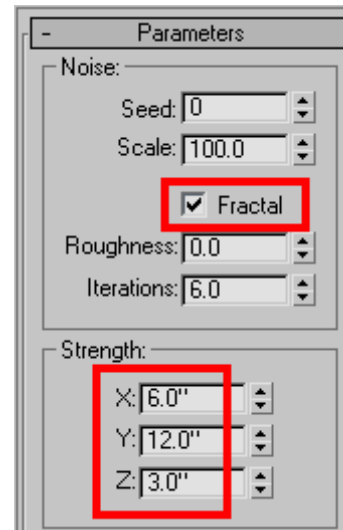 - Parameters
Noise:
Seed: 0
Scale: 100.0
Fractal
Roughness: 0.0
Iterations: 6.0
Strength:
X: 6.0"
Y: 12.0"
Z: 3.0"